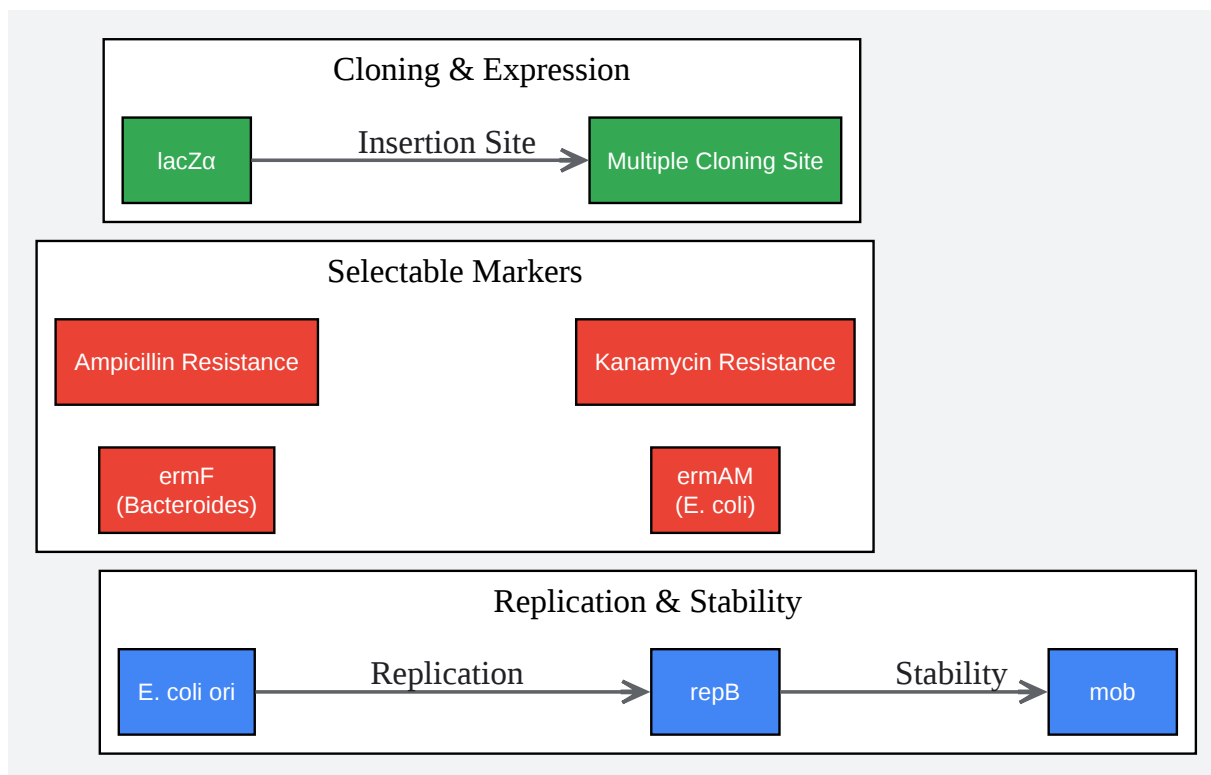 Cloning & Expression
lacZα
Insertion Site
Multiple Cloning Site
Selectable Markers
Ampicillin Resistance
Kanamycin Resistance
ermF
(Bacteroides)
ermAM
(E. coli)
Replication & Stability
E. coli ori
Replication
repB
Stability
mob